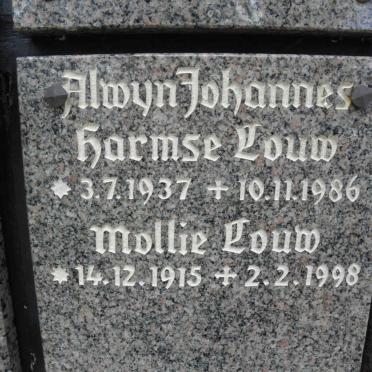 Alwyn Johannes
Harmse Louw
* 3.7.1937 + 10.11.1986
Mollie Louw
* 14.12.1915 + 2.2.1998